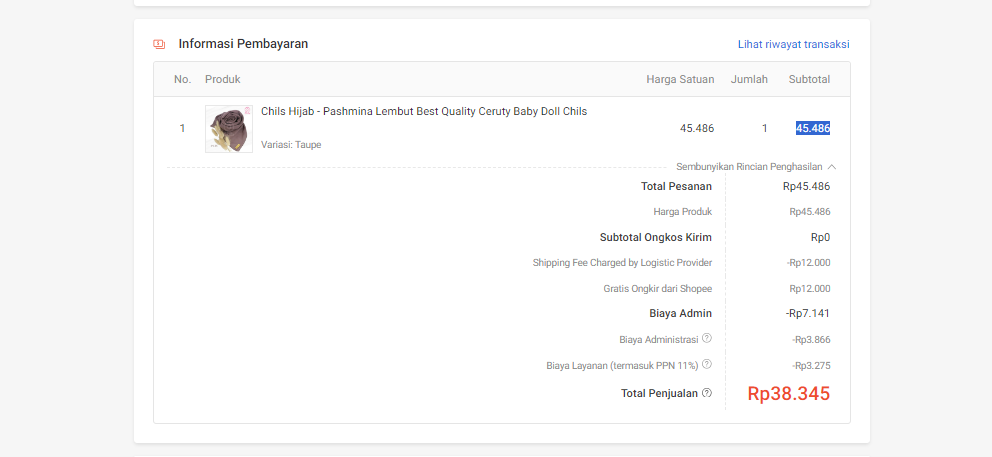 Informasi Pembayaran Lihat riwayat transaksi
No. Produk Harga Satuan Jumlah Subtotal
1 Chils Hijab - Pashmina Lembut Best Quality Ceruty Baby Doll Chils 45.486 1 45.486
Variasi: Taupe
Sembunyikan Rincian Penghasilan
Total Pesanan Rp45.486
Harga Produk Rp45.486
Subtotal Ongkos Kirim Rp0
Shipping Fee Charged by Logistic Provider -Rp12.000
Gratis Ongkir dari Shopee Rp12.000
Biaya Admin -Rp7.141
Biaya Administrasi -Rp3.866
Biaya Layanan (termasuk PPN 11%) -Rp3.275
Total Penjualan Rp38.345